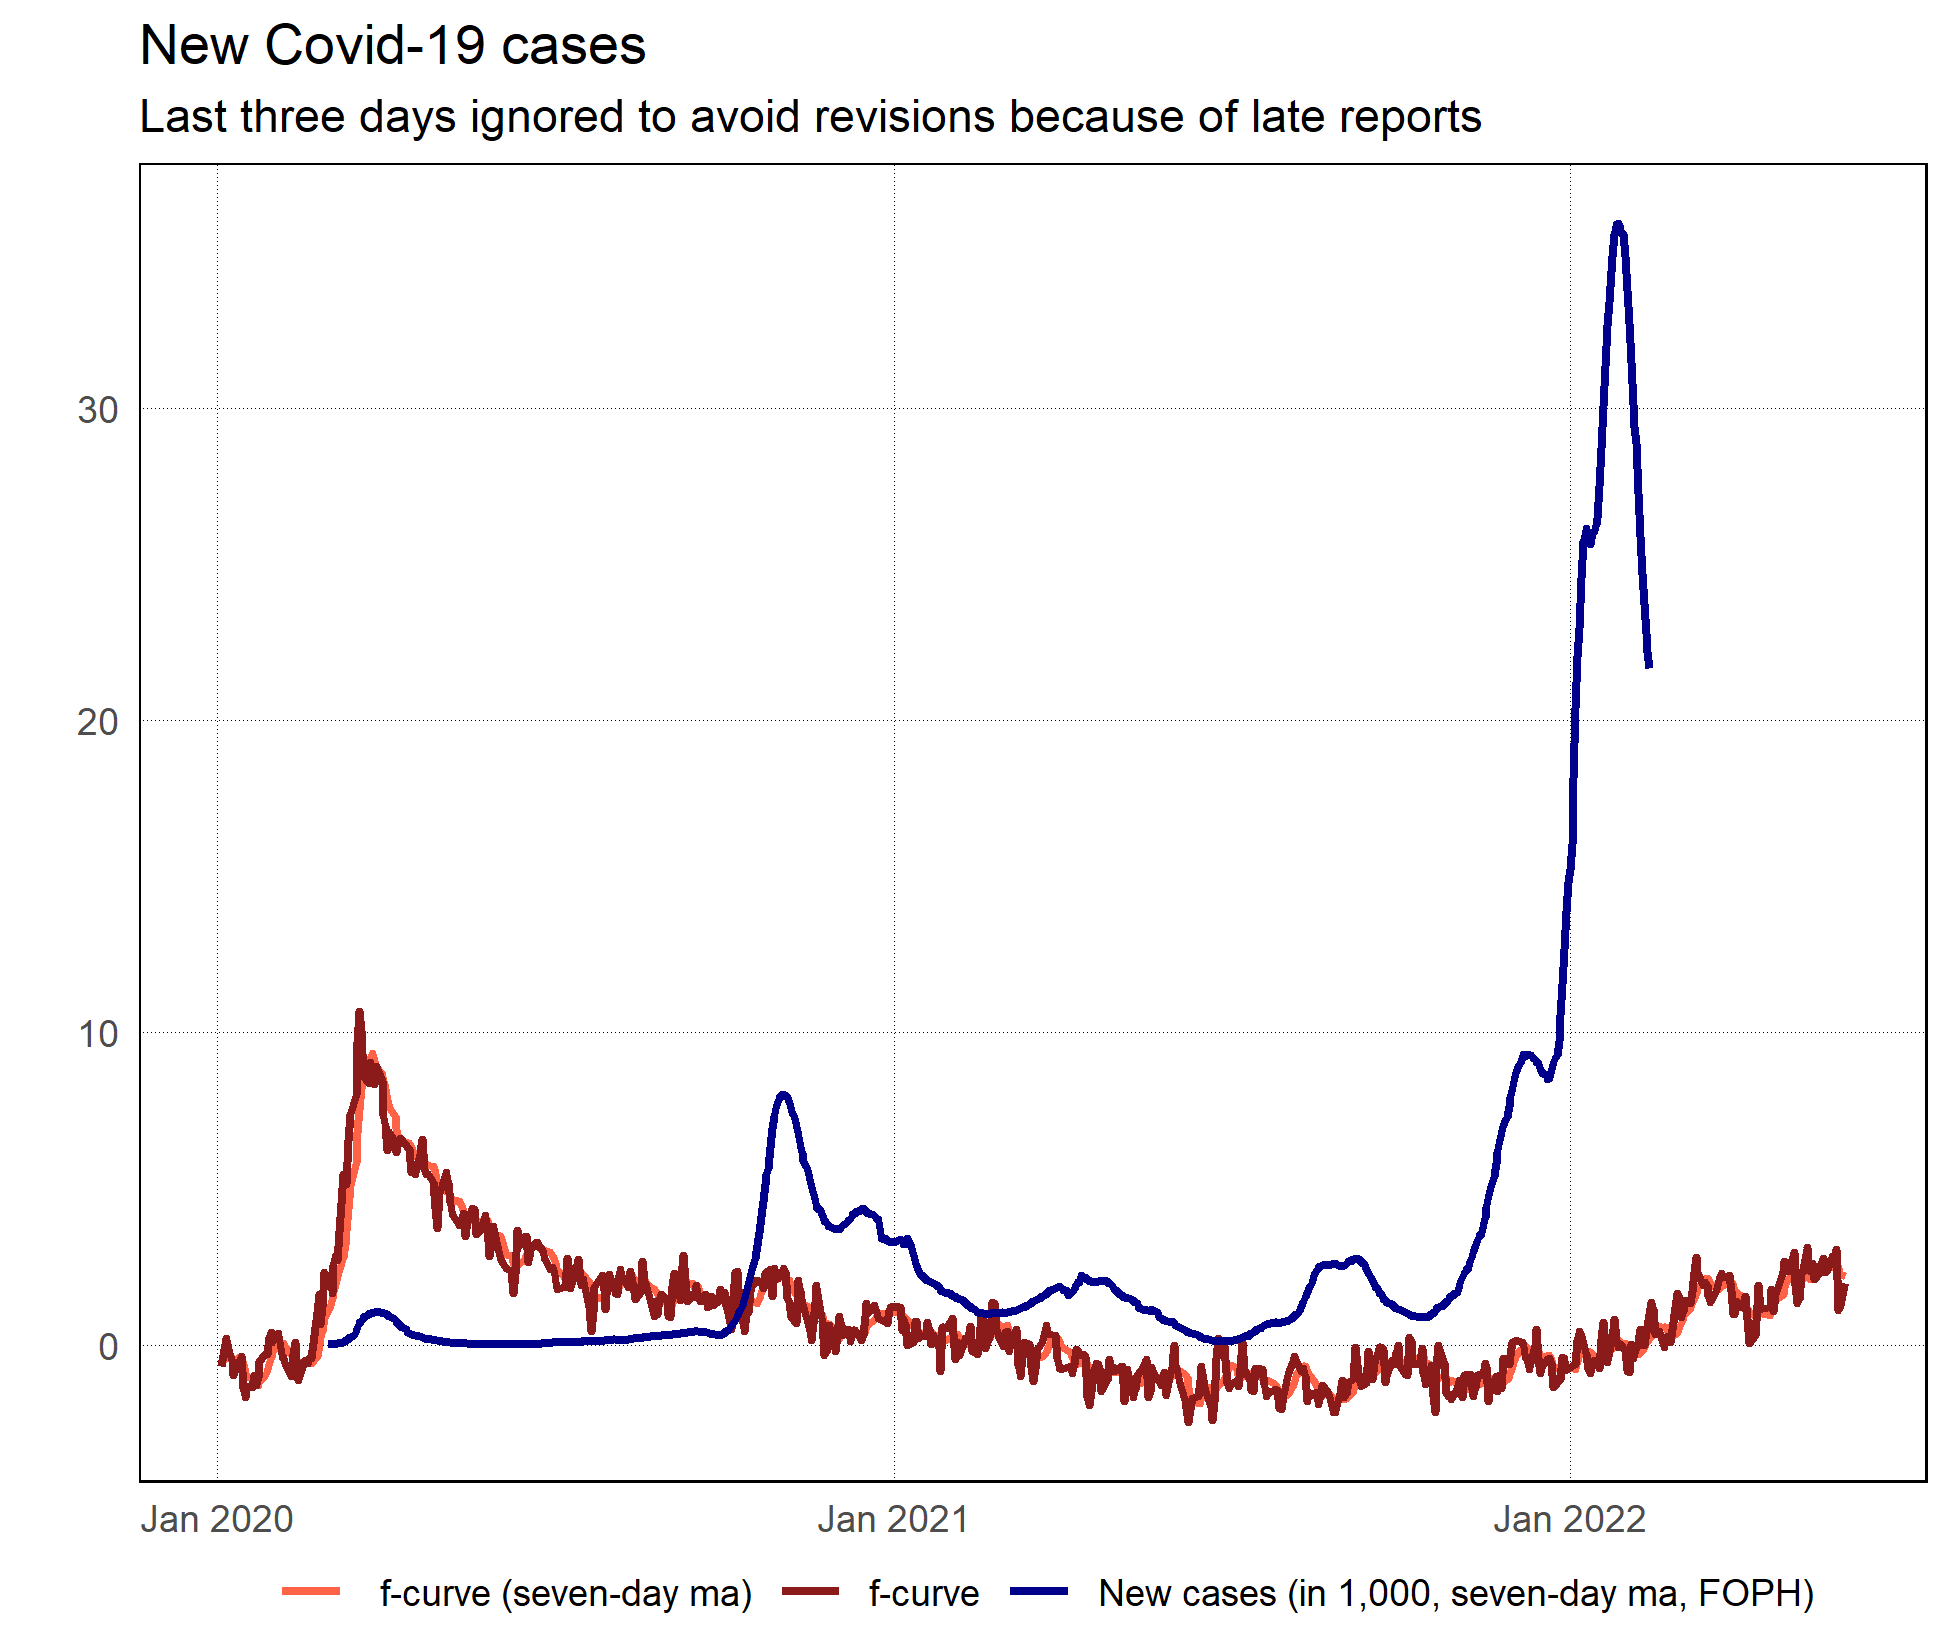 New Covid-19 cases
Last three days ignored to avoid revisions because of late reports
30
20
10
0
Jan 2020 Jan 2021 Jan 2022
f-curve (seven-day ma) f-curve New cases (in 1,000, seven-day ma, FOPH)